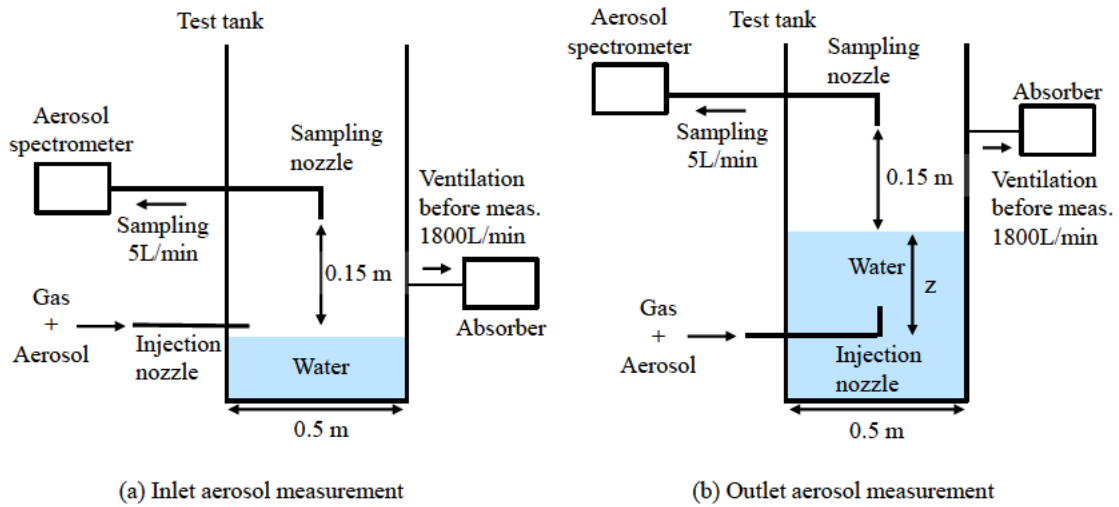 Test tank
Aerosol
spectrometer
Sampling
nozzle
Sampling
5L/min
Ventilation
before meas.
1800L/min
0.15 m
Gas
+
Aerosol
Injection
nozzle
Absorber
Water
0.5 m
(a) Inlet aerosol measurement
Aerosol
spectrometer
Test tank
Sampling
nozzle
Absorber
Sampling
5L/min
0.15 m
Ventilation
before meas.
1800L/min
Water
z
Gas
+
Aerosol
Injection
nozzle
0.5 m
(b) Outlet aerosol measurement